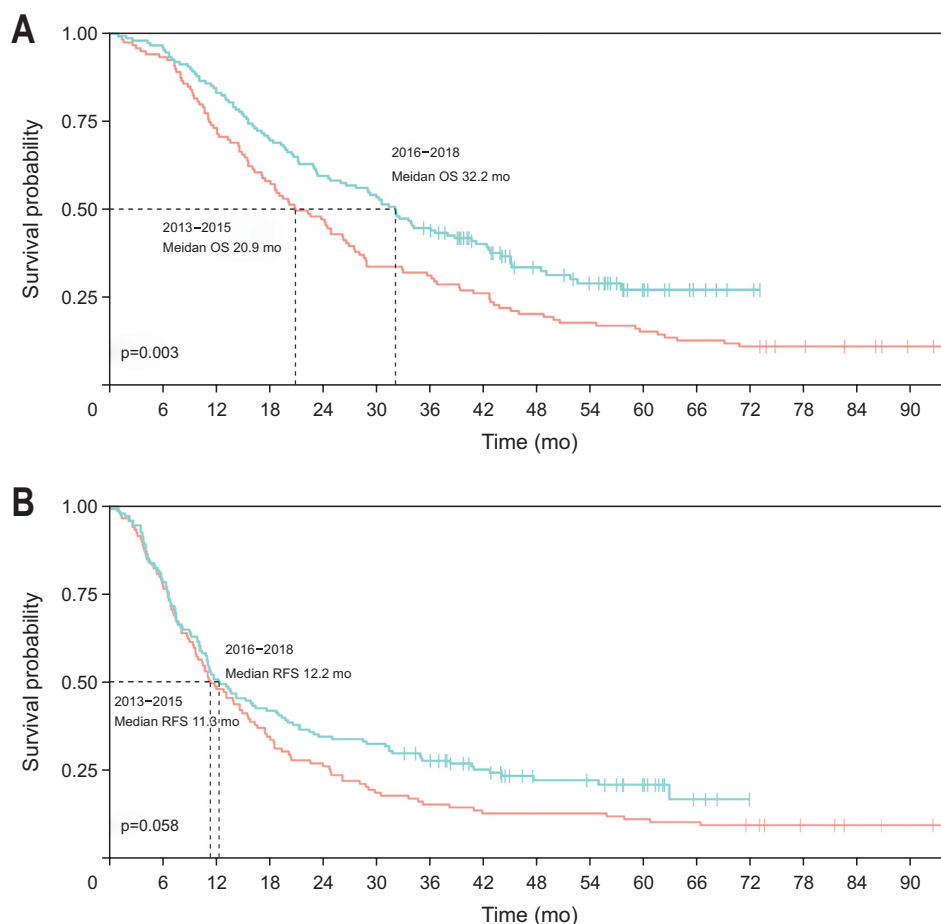 A
1.00
0.75
0.50
0.25
Survival probability
2016–2018
Meidan OS 32.2 mo
2013–2015
Meidan OS 20.9 mo
p=0.003
0 6 12 18 24 30 36 42 48 54 60 66 72 78 84 90
Time (mo)
B
1.00
0.75
0.50
0.25
Survival probability
2016–2018
Median RFS 12.2 mo
2013–2015
Median RFS 11.3 mo
p=0.058
0 6 12 18 24 30 36 42 48 54 60 66 72 78 84 90
Time (mo)